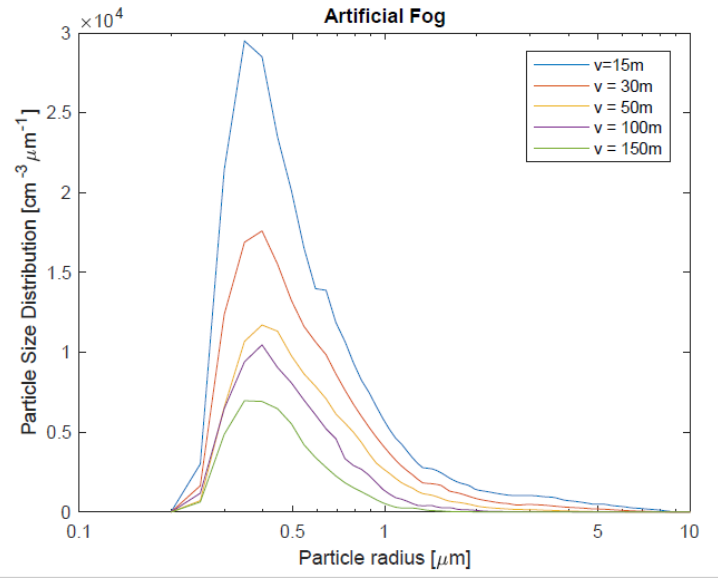 Artificial Fog
×10⁴
3
2.5
2
1.5
1
0.5
0
Particle Size Distribution [cm⁻³ μm⁻¹]
v=15m
v = 30m
v = 50m
v = 100m
v = 150m
0.1 0.5 1 5 10
Particle radius [μm]